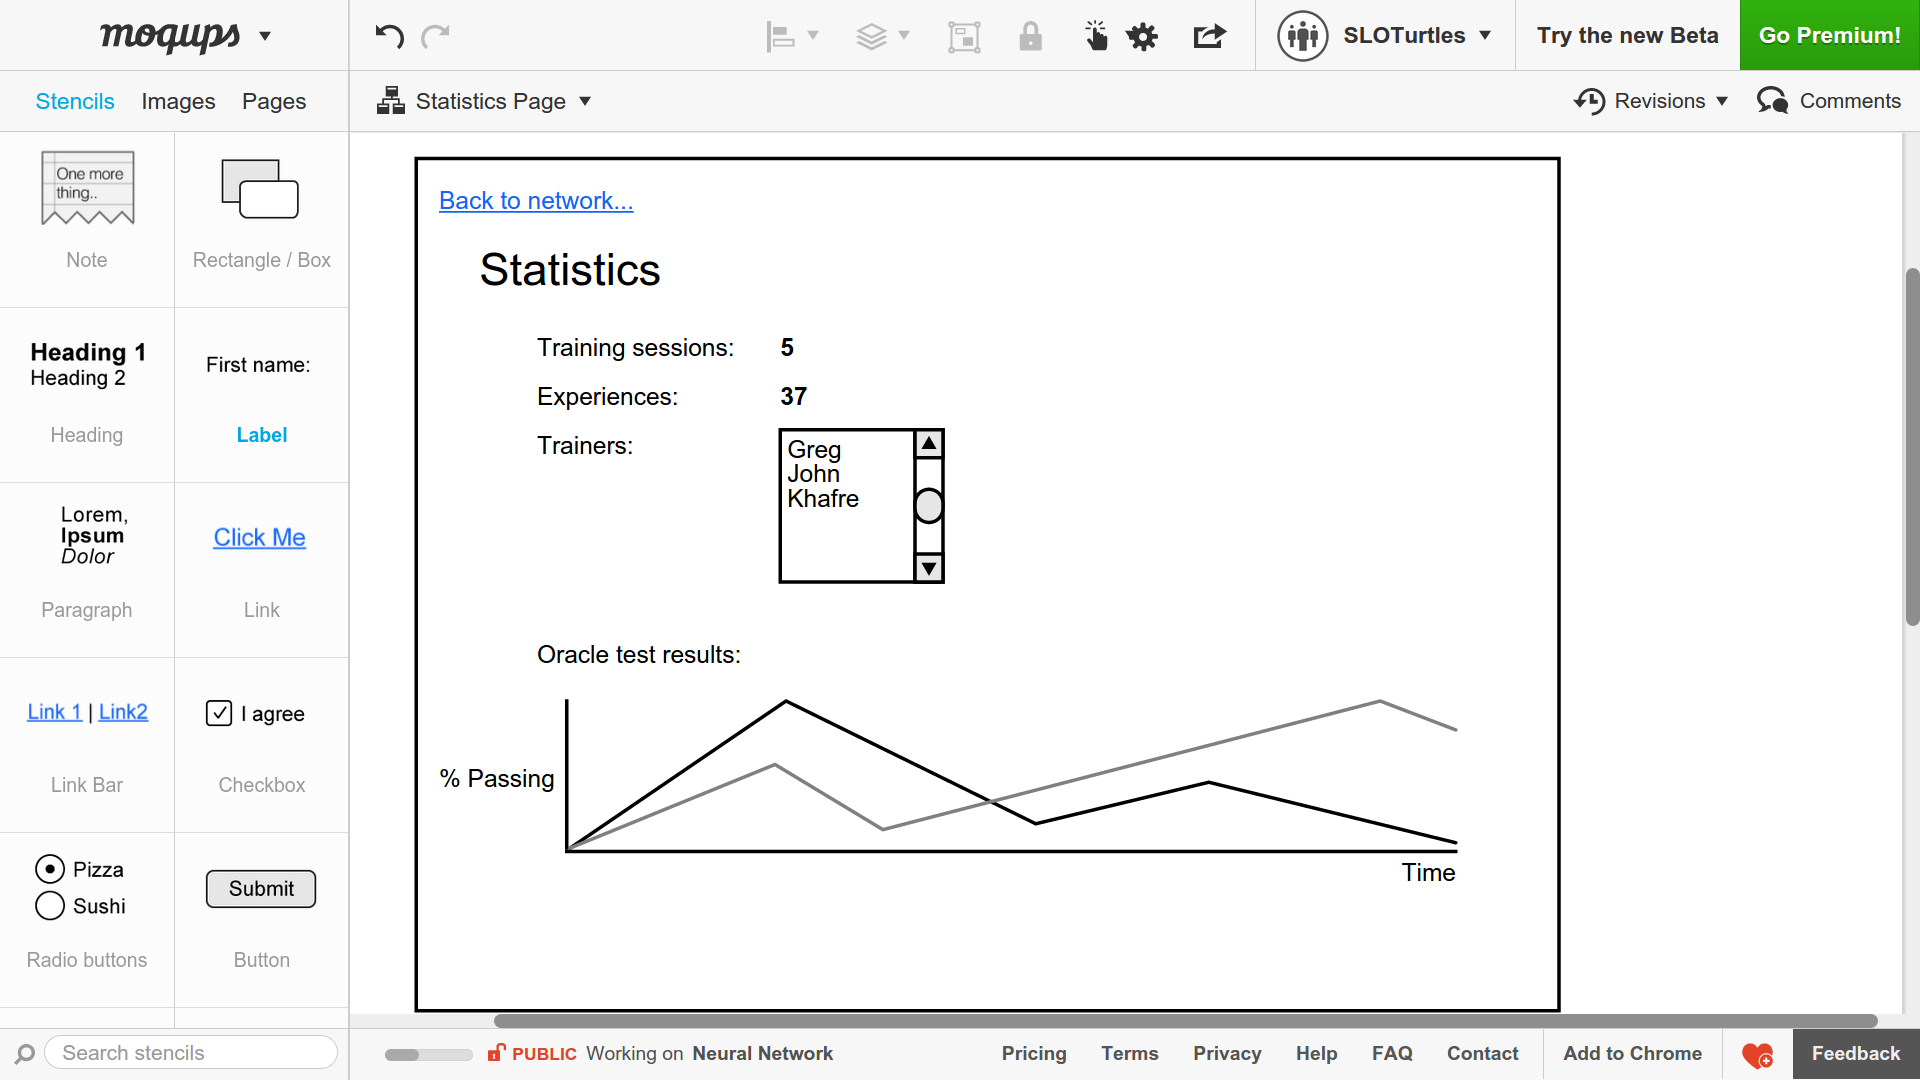 moqups
SLOTurtles
Try the new Beta
Go Premium!
Stencils Images Pages
Statistics Page
Revisions
Comments
One more
thing..
Note
Rectangle / Box
Heading 1
Heading 2
Heading
First name:
Label
Lorem,
Ipsum
Dolor
Paragraph
Click Me
Link
Link 1 | Link2
Link Bar
I agree
Checkbox
Pizza
Sushi
Radio buttons
Submit
Button
Back to network...
Statistics
Training sessions: 5
Experiences: 37
Trainers:
Greg
John
Khafre
Oracle test results:
% Passing
Time
Search stencils
PUBLIC Working on Neural Network
Pricing Terms Privacy Help FAQ Contact
Add to Chrome
Feedback